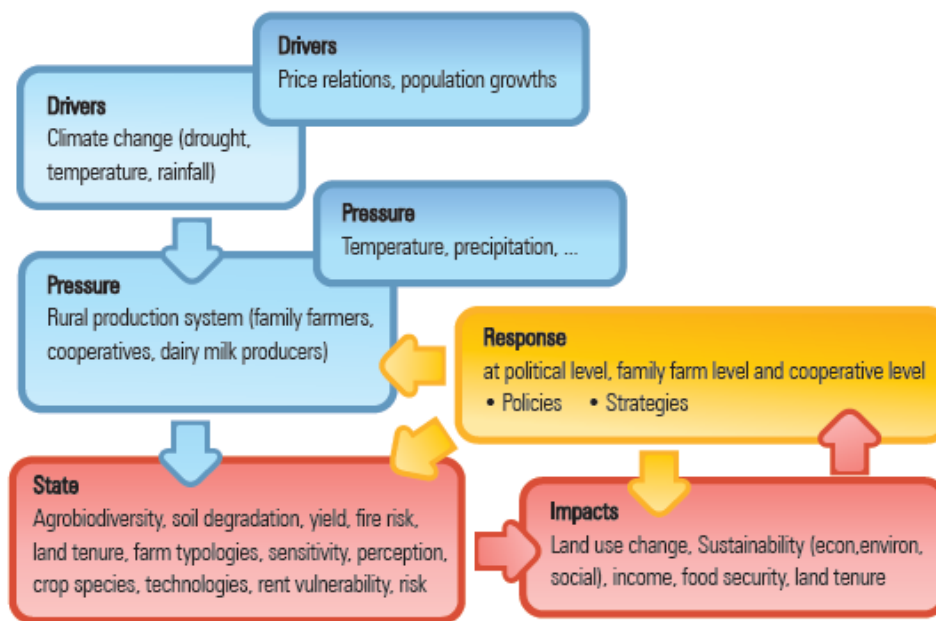 Drivers
Price relations, population growths
Drivers
Climate change (drought,
temperature, rainfall)
Pressure
Temperature, precipitation, ...
Pressure
Rural production system (family farmers,
cooperatives, dairy milk producers)
Response
at political level, family farm level and cooperative level
• Policies • Strategies
State
Agrobiodiversity, soil degradation, yield, fire risk,
land tenure, farm typologies, sensitivity, perception,
crop species, technologies, rent vulnerability, risk
Impacts
Land use change, Sustainability (econ,environ,
social), income, food security, land tenure